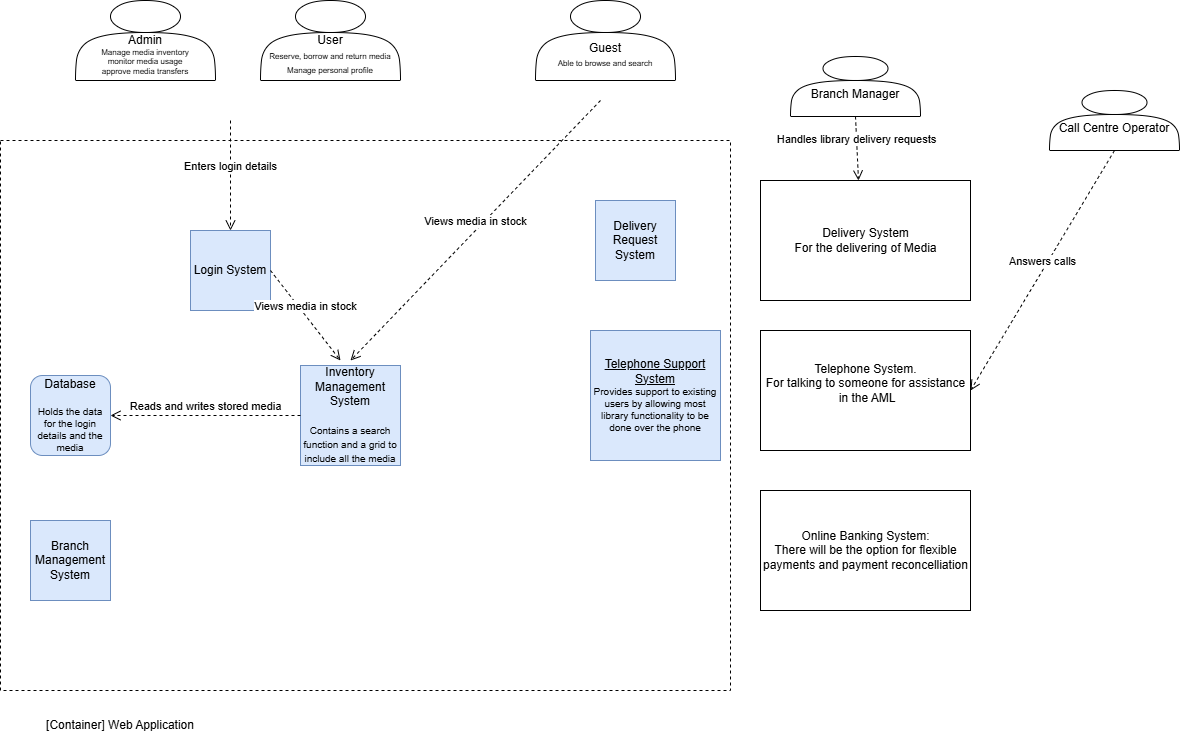 Admin
Manage media inventory
monitor media usage
approve media transfers
User
Reserve, borrow and return media
Manage personal profile
Guest
Able to browse and search
Branch Manager
Call Centre Operator
Handles library delivery requests
Enters login details
Views media in stock
Delivery
Request
System
Delivery System
For the delivering of Media
Login System
Answers calls
Views media in stock
Inventory
Management
System
Contains a search
function and a grid to
include all the media
Telephone Support
System
Provides support to existing
users by allowing most
library functionality to be
done over the phone
Telephone System.
For talking to someone for assistance
in the AML
Database
Holds the data
for the login
details and the
media
Reads and writes stored media
Branch
Management
System
Online Banking System:
There will be the option for flexible
payments and payment reconcelliation
[Container] Web Application